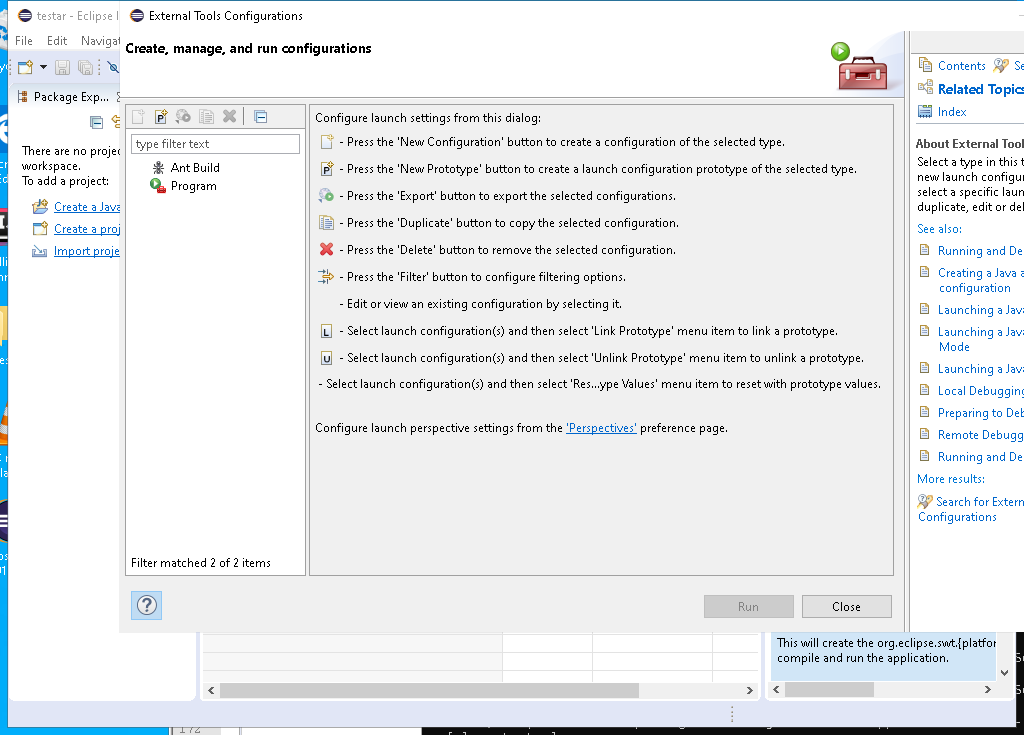 testar - Eclipse I
External Tools Configurations
File Edit Navigat
Create, manage, and run configurations
Package Exp...
There are no projec
workspace.
To add a project:
Create a Java
Create a proj
Import proje
type filter text
Ant Build
Program
Filter matched 2 of 2 items
Configure launch settings from this dialog:
- Press the 'New Configuration' button to create a configuration of the selected type.
- Press the 'New Prototype' button to create a launch configuration prototype of the selected type.
- Press the 'Export' button to export the selected configurations.
- Press the 'Duplicate' button to copy the selected configuration.
- Press the 'Delete' button to remove the selected configuration.
- Press the 'Filter' button to configure filtering options.
- Edit or view an existing configuration by selecting it.
L - Select launch configuration(s) and then select 'Link Prototype' menu item to link a prototype.
U - Select launch configuration(s) and then select 'Unlink Prototype' menu item to unlink a prototype.
- Select launch configuration(s) and then select 'Res...ype Values' menu item to reset with prototype values.
Configure launch perspective settings from the 'Perspectives' preference page.
Run
Close
Contents Se
Related Topics
Index
About External Tool
Select a type in this t
new launch configur
select a specific laun
duplicate, edit or del
See also:
Running and De
Creating a Java a
configuration
Launching a Java
Launching a Java
Mode
Launching a Java
Local Debugging
Preparing to Deb
Remote Debugg
Running and De
More results:
Search for Extern
Configurations
This will create the org.eclipse.swt.{platfor
compile and run the application.
172